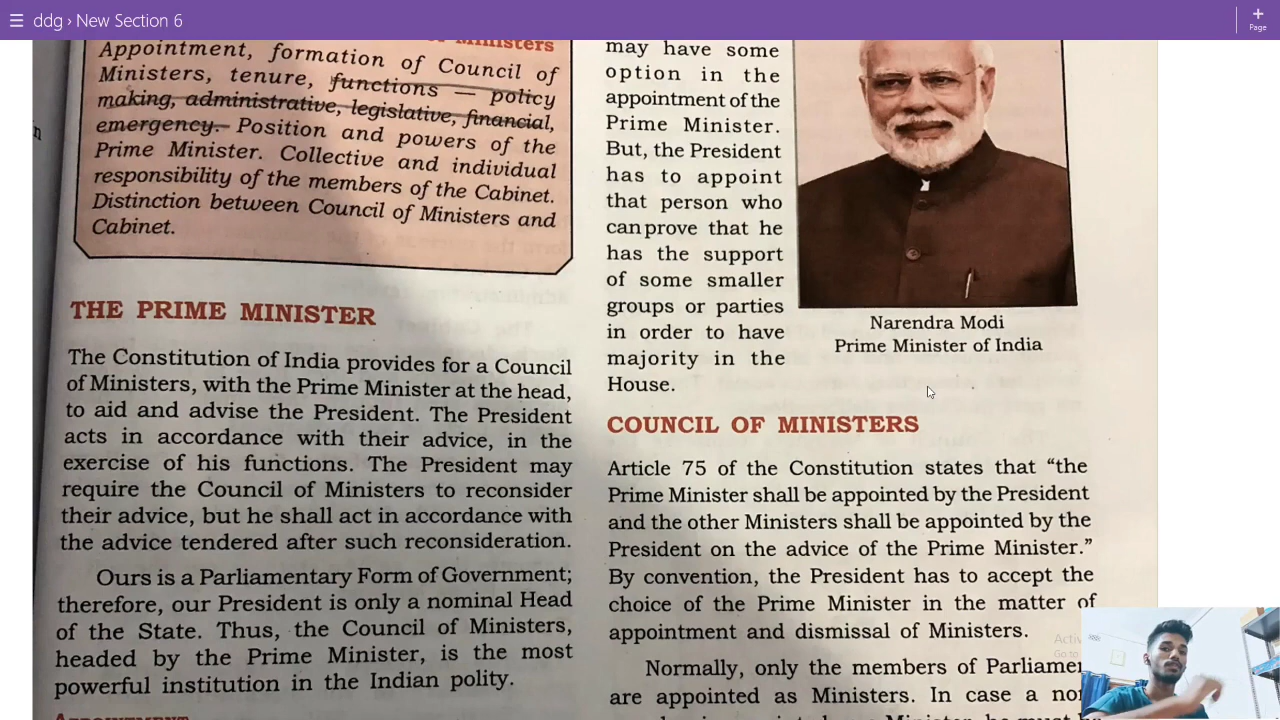 ddg › New Section 6
Page
Ministers
Appointment, formation of Council of
Ministers, tenure, functions — policy
making, administrative, legislative, financial,
emergency. Position and powers of the
Prime Minister. Collective and individual
responsibility of the members of the Cabinet.
Distinction between Council of Ministers and
Cabinet.
THE PRIME MINISTER
The Constitution of India provides for a Council
of Ministers, with the Prime Minister at the head,
to aid and advise the President. The President
acts in accordance with their advice, in the
exercise of his functions. The President may
require the Council of Ministers to reconsider
their advice, but he shall act in accordance with
the advice tendered after such reconsideration.
Ours is a Parliamentary Form of Government;
therefore, our President is only a nominal Head
of the State. Thus, the Council of Ministers,
headed by the Prime Minister, is the most
powerful institution in the Indian polity.
APPOINTMENT
may have some
option in the
appointment of the
Prime Minister.
But, the President
has to appoint
that person who
can prove that he
has the support
of some smaller
groups or parties
in order to have
majority in the
House.
Narendra Modi
Prime Minister of India
COUNCIL OF MINISTERS
Article 75 of the Constitution states that “the
Prime Minister shall be appointed by the President
and the other Ministers shall be appointed by the
President on the advice of the Prime Minister.”
By convention, the President has to accept the
choice of the Prime Minister in the matter of
appointment and dismissal of Ministers.
Normally, only the members of
are appointed as Ministers. In case a